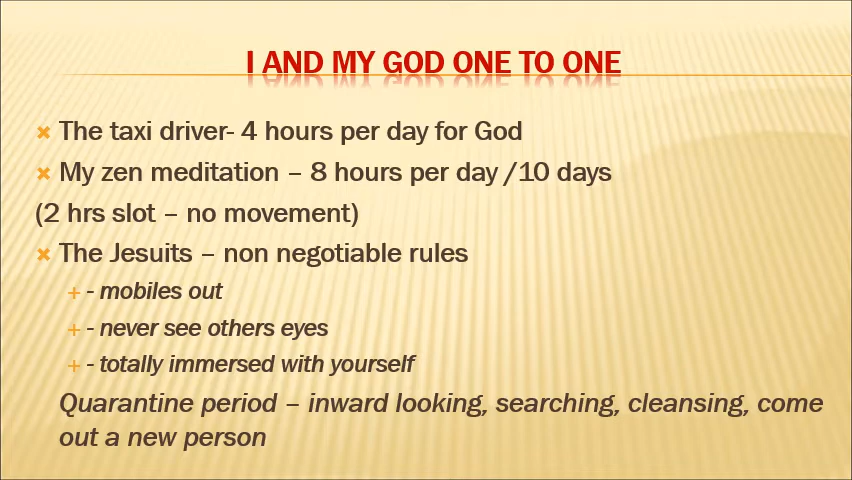 I AND MY GOD ONE TO ONE
The taxi driver- 4 hours per day for God
My zen meditation – 8 hours per day /10 days
(2 hrs slot – no movement)
The Jesuits – non negotiable rules
- mobiles out
- never see others eyes
- totally immersed with yourself
Quarantine period – inward looking, searching, cleansing, come
out a new person